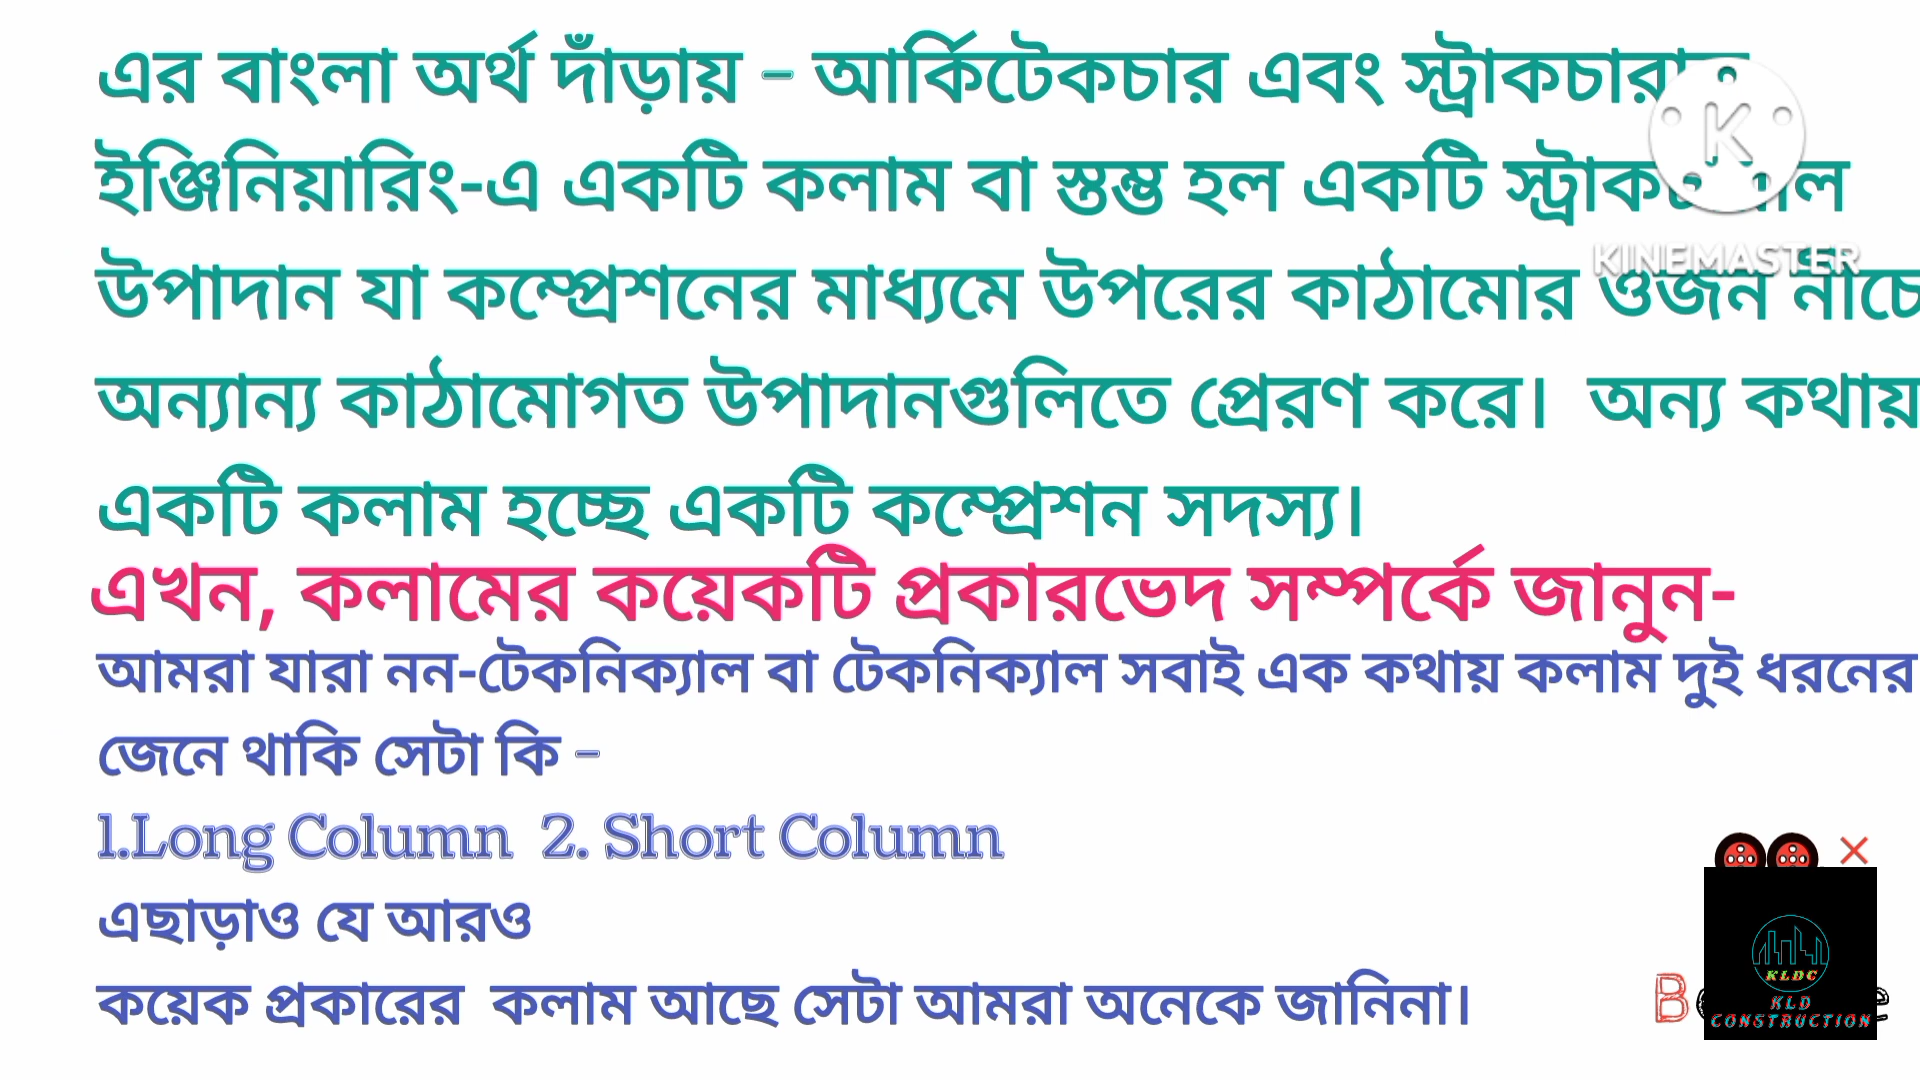 এর বাংলা অর্থ দাঁড়ায় – আর্কিটেকচার এবং স্ট্রাকচারাল
ইঞ্জিনিয়ারিং-এ একটি কলাম বা স্তম্ভ হল একটি স্ট্রাকচারাল
উপাদান যা কম্প্রেশনের মাধ্যমে উপরের কাঠামোর ওজন নীচে
অন্যান্য কাঠামোগত উপাদানগুলিতে প্রেরণ করে। অন্য কথায়
একটি কলাম হচ্ছে একটি কম্প্রেশন সদস্য।
এখন, কলামের কয়েকটি প্রকারভেদ সম্পর্কে জানুন-
আমরা যারা নন-টেকনিক্যাল বা টেকনিক্যাল সবাই এক কথায় কলাম দুই ধরনের
জেনে থাকি সেটা কি –
1.Long Column 2. Short Column
এছাড়াও যে আরও
কয়েক প্রকারের কলাম আছে সেটা আমরা অনেকে জানিনা।
K
KINEMASTER
KLDC
KLD
CONSTRUCTION